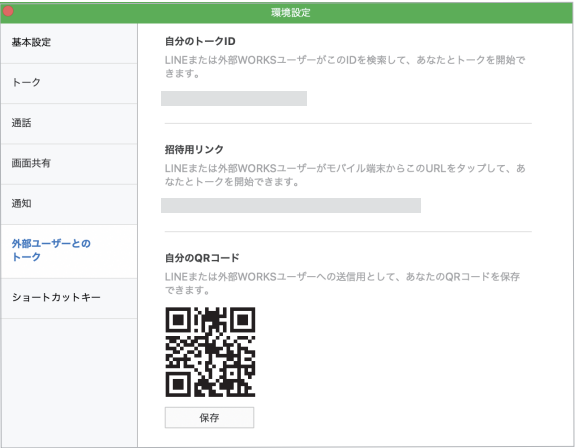 環境設定
基本設定
トーク
通話
画面共有
通知
外部ユーザーとの
トーク
ショートカットキー
自分のトークID
LINEまたは外部WORKSユーザーがこのIDを検索して、あなたとトークを開始で
きます。
招待用リンク
LINEまたは外部WORKSユーザーがモバイル端末からこのURLをタップして、あ
なたとトークを開始できます。
自分のQRコード
LINEまたは外部WORKSユーザーへの送信用として、あなたのQRコードを保存
できます。
保存